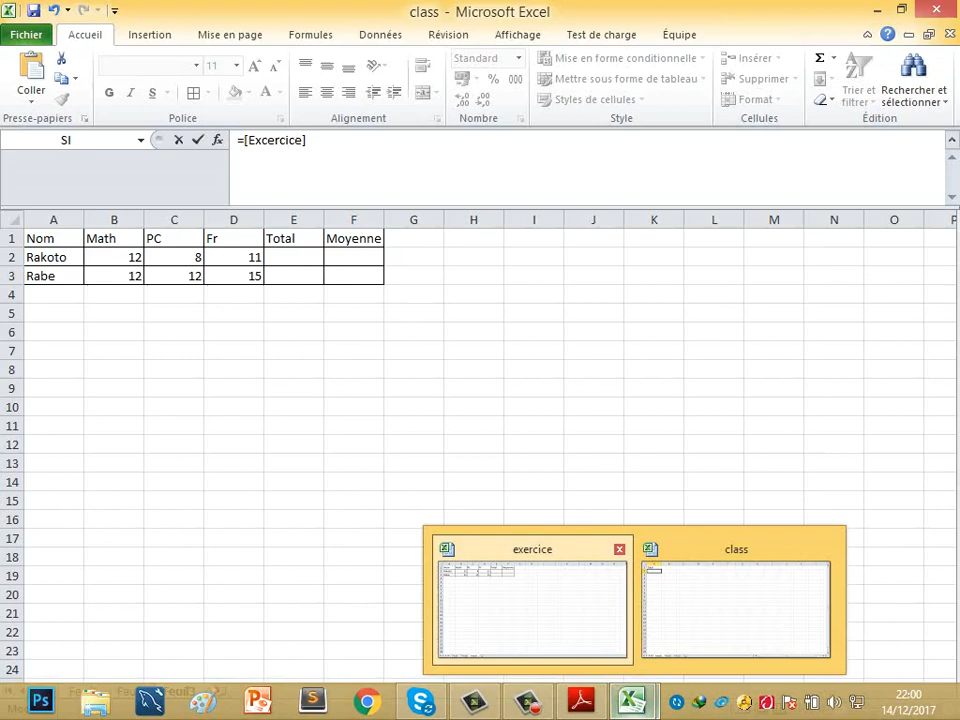 class - Microsoft Excel
Fichier Accueil Insertion Mise en page Formules Données Révision Affichage Test de charge Équipe
Coller
11
Standard
Mise en forme conditionnelle
Mettre sous forme de tableau
Styles de cellules
Insérer
Supprimer
Format
Trier et filtrer
Rechercher et sélectionner
G I S A
% 000
Presse-papiers Police Alignement Nombre Style Cellules Édition
SI =[Excercice]
A B C D E F G H I J K L M N O P
1 Nom Math PC Fr Total Moyenne
2 Rakoto 12 8 11
3 Rabe 12 12 15
4
5
6
7
8
9
10
11
12
13
14
15
16
17
18
19
20
21
22
23
24
exercice class
Ps
22:00
14/12/2017